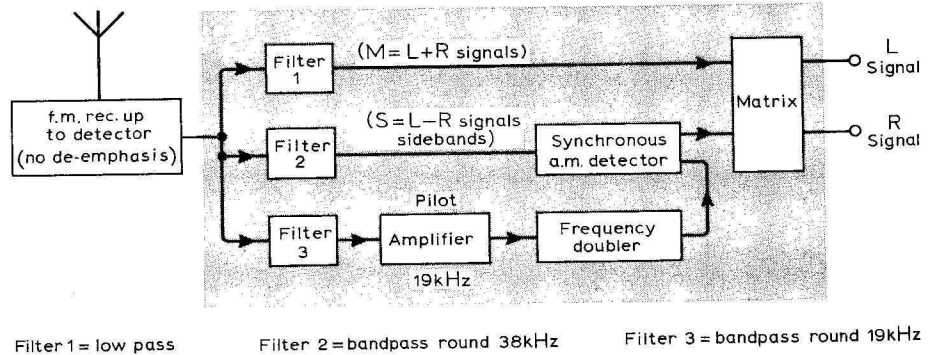 f.m. rec. up
to detector
(no de-emphasis)
Filter
1
(M=L+R signals)
Filter
2
(S=L-R signals
sidebands)
Synchronous
a.m. detector
Filter
3
Pilot
Amplifier
19kHz
Frequency
doubler
Matrix
L
Signal
R
Signal
Filter 1 = low pass
Filter 2 = bandpass round 38kHz
Filter 3 = bandpass round 19kHz